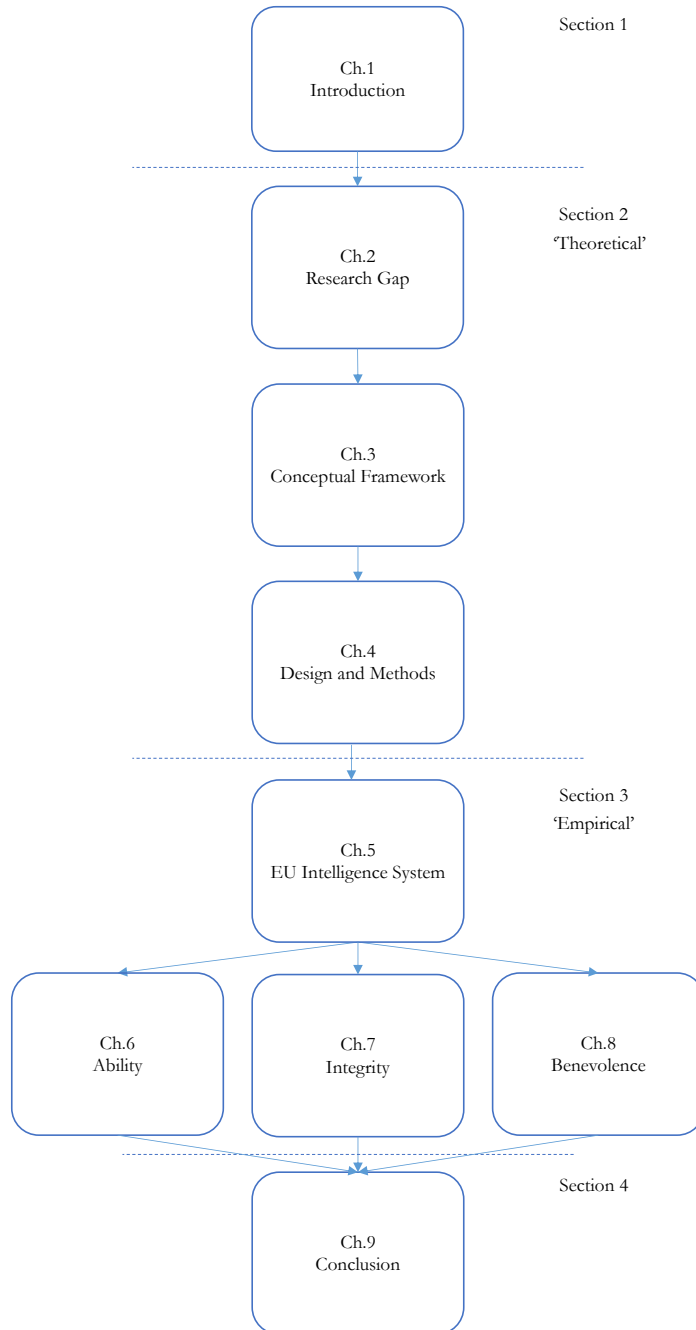 Section 1
Ch.1
Introduction
Section 2
‘Theoretical’
Ch.2
Research Gap
Ch.3
Conceptual Framework
Ch.4
Design and Methods
Section 3
‘Empirical’
Ch.5
EU Intelligence System
Ch.6
Ability
Ch.7
Integrity
Ch.8
Benevolence
Section 4
Ch.9
Conclusion